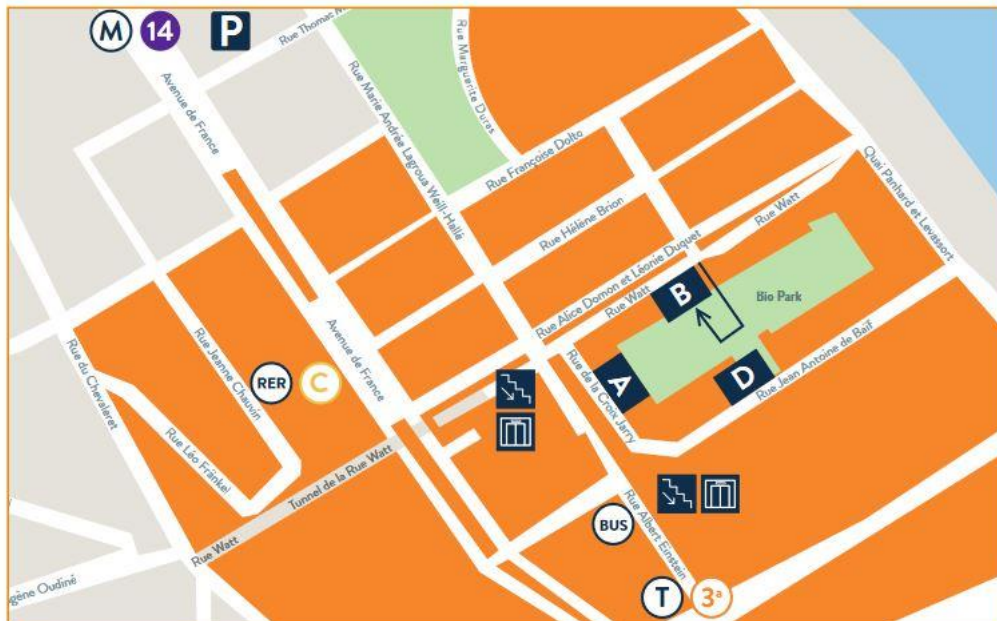 M 14 P
Rue Thomas M
Avenue de France
Rue Marie Andrée Lagroua Weill-Hallé
Rue Marguerite Duras
Rue Françoise Dolto
Rue Hélène Brion
Rue Alice Domon et Léonie Duquet
Rue Watt
Rue Watt
Quai Panhard et Levassort
B
Bio Park
A
D
Rue Jean Antoine de Baïf
Rue de la Croix Jarry
Avenue de France
RER C
Rue Jeanne Chauvin
Rue du Chevaleret
Rue Léo Fränkel
Tunnel de la Rue Watt
Rue Watt
gène Oudiné
BUS
Rue Albert Einstein
T 3ª